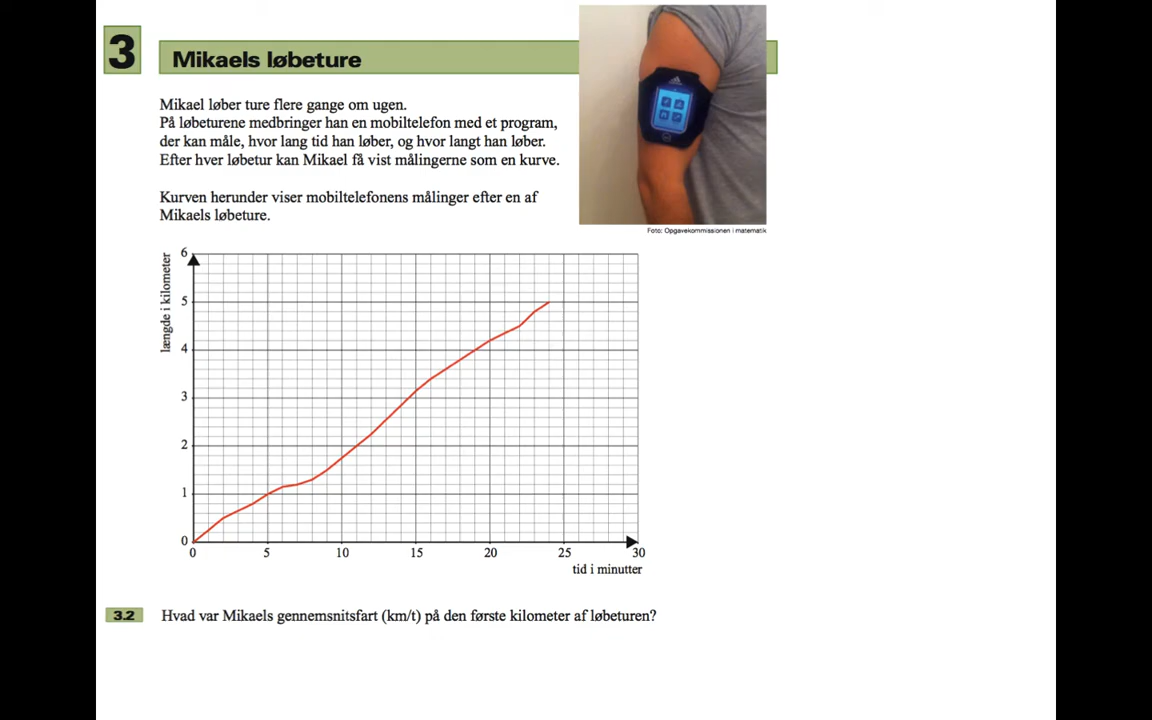 3
Mikaels løbeture
Mikael løber ture flere gange om ugen.
På løbeturene medbringer han en mobiltelefon med et program,
der kan måle, hvor lang tid han løber, og hvor langt han løber.
Efter hver løbetur kan Mikael få vist målingerne som en kurve.
Kurven herunder viser mobiltelefonens målinger efter en af
Mikaels løbeture.
Foto: Opgavekommissionen i matematik
længde i kilometer
6
5
4
3
2
1
0
0 5 10 15 20 25 30
tid i minutter
3.2 Hvad var Mikaels gennemsnitsfart (km/t) på den første kilometer af løbeturen?